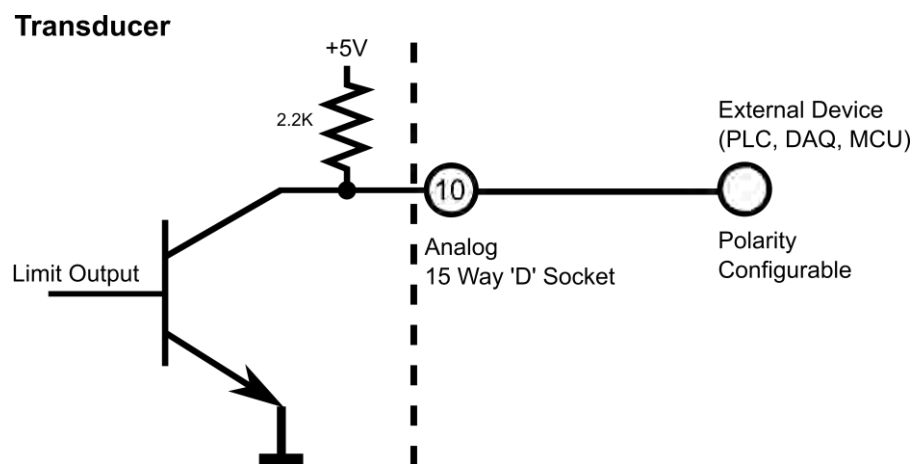 Transducer
+5V
2.2K
External Device
(PLC, DAQ, MCU)
10
Analog
15 Way 'D' Socket
Polarity
Configurable
Limit Output